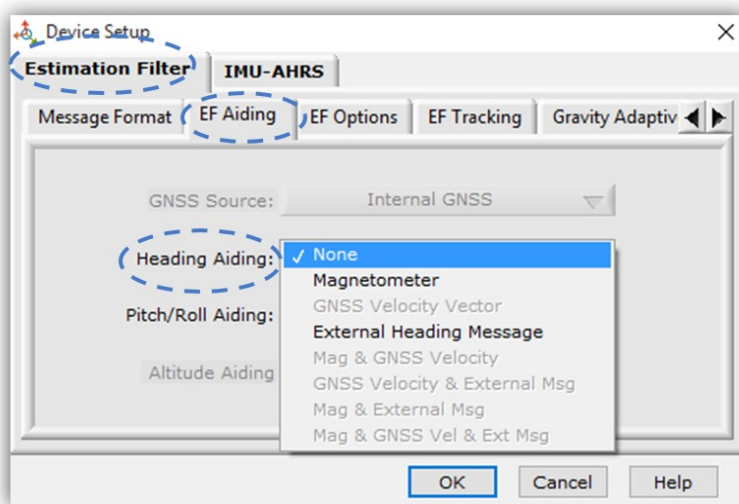 Device Setup
Estimation Filter IMU-AHRS
Message Format EF Aiding EF Options EF Tracking Gravity Adaptiv
GNSS Source: Internal GNSS
Heading Aiding: ✓ None
Magnetometer
GNSS Velocity Vector
Pitch/Roll Aiding:
External Heading Message
Mag & GNSS Velocity
Altitude Aiding
GNSS Velocity & External Msg
Mag & External Msg
Mag & GNSS Vel & Ext Msg
OK Cancel Help